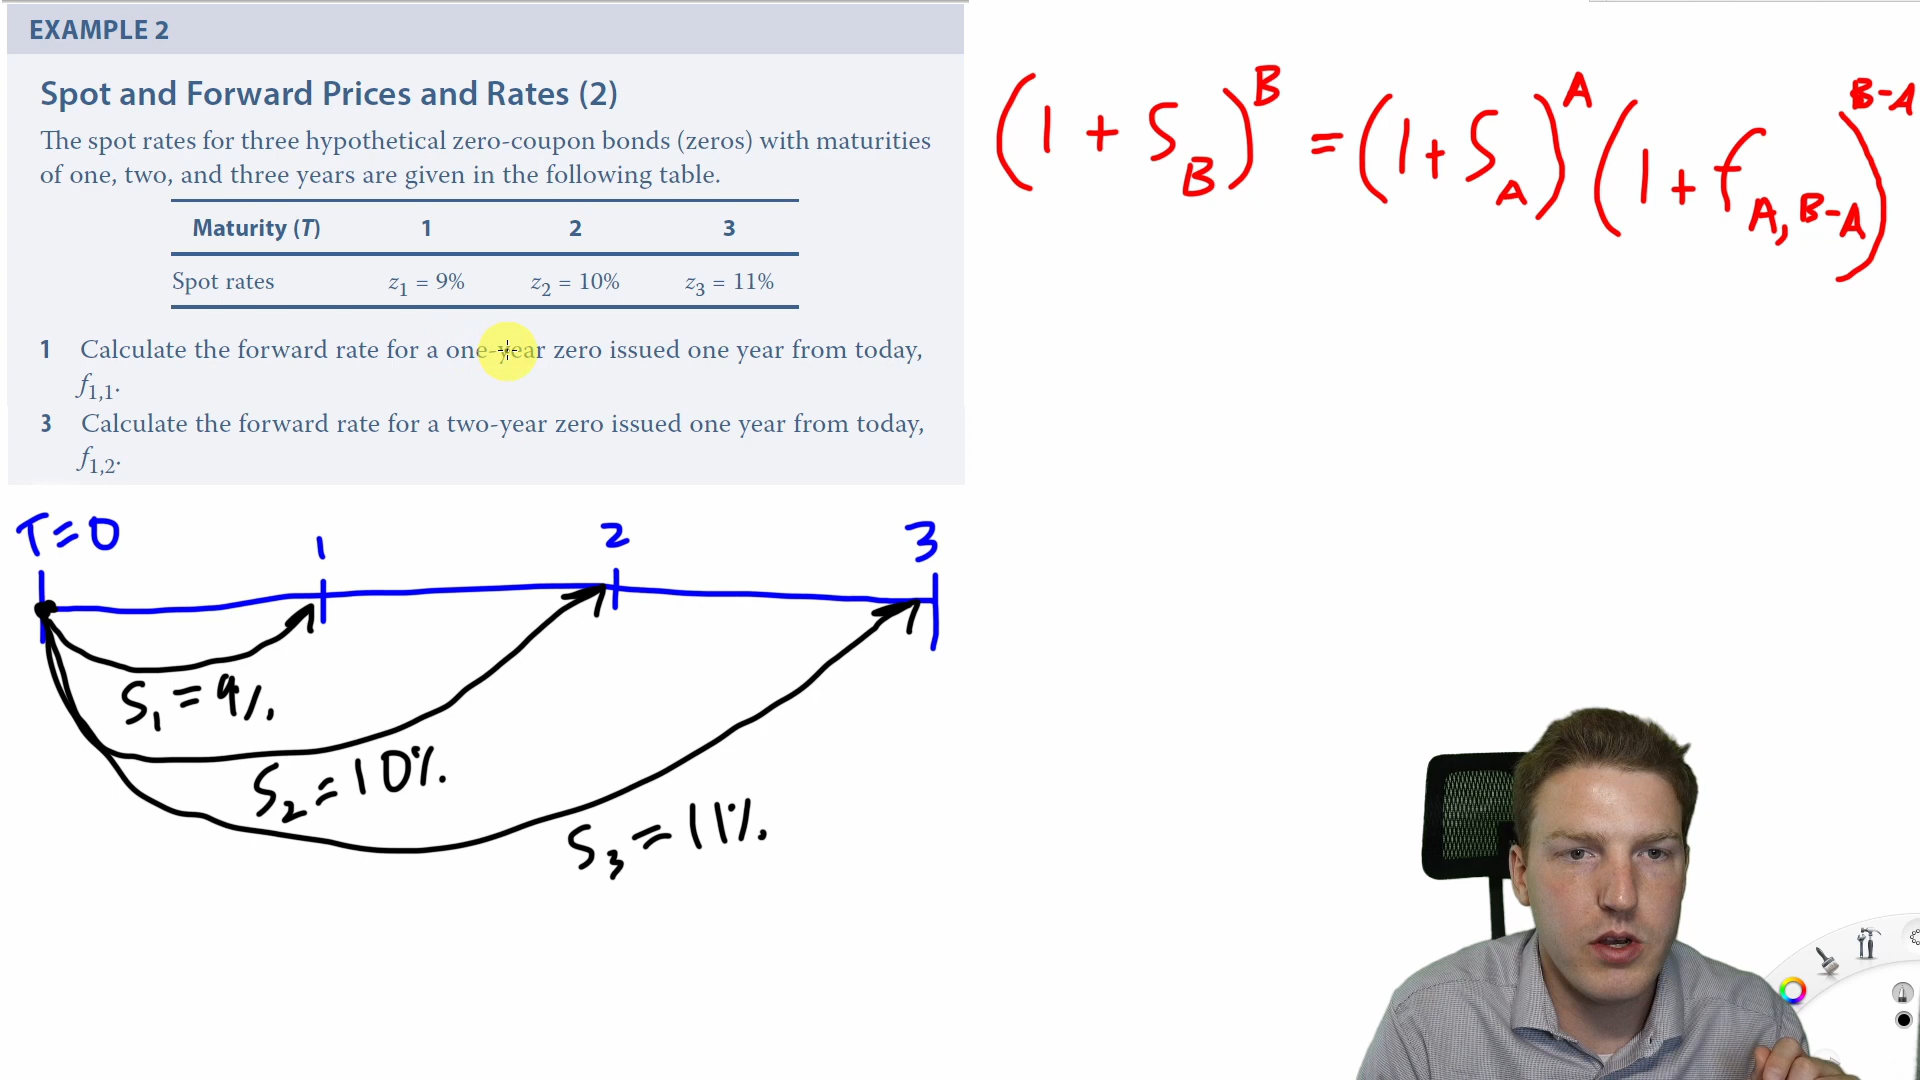 EXAMPLE 2
Spot and Forward Prices and Rates (2)
The spot rates for three hypothetical zero-coupon bonds (zeros) with maturities
of one, two, and three years are given in the following table.
Maturity (T) 1 2 3
Spot rates z1 = 9% z2 = 10% z3 = 11%
1 Calculate the forward rate for a one-year zero issued one year from today,
f1,1.
3 Calculate the forward rate for a two-year zero issued one year from today,
f1,2.
(1 + S_B)^B = (1 + S_A)^A (1 + f_A,B-A)^B-A
T=0 1 2 3
S1 = 9%
S2 = 10%
S3 = 11%